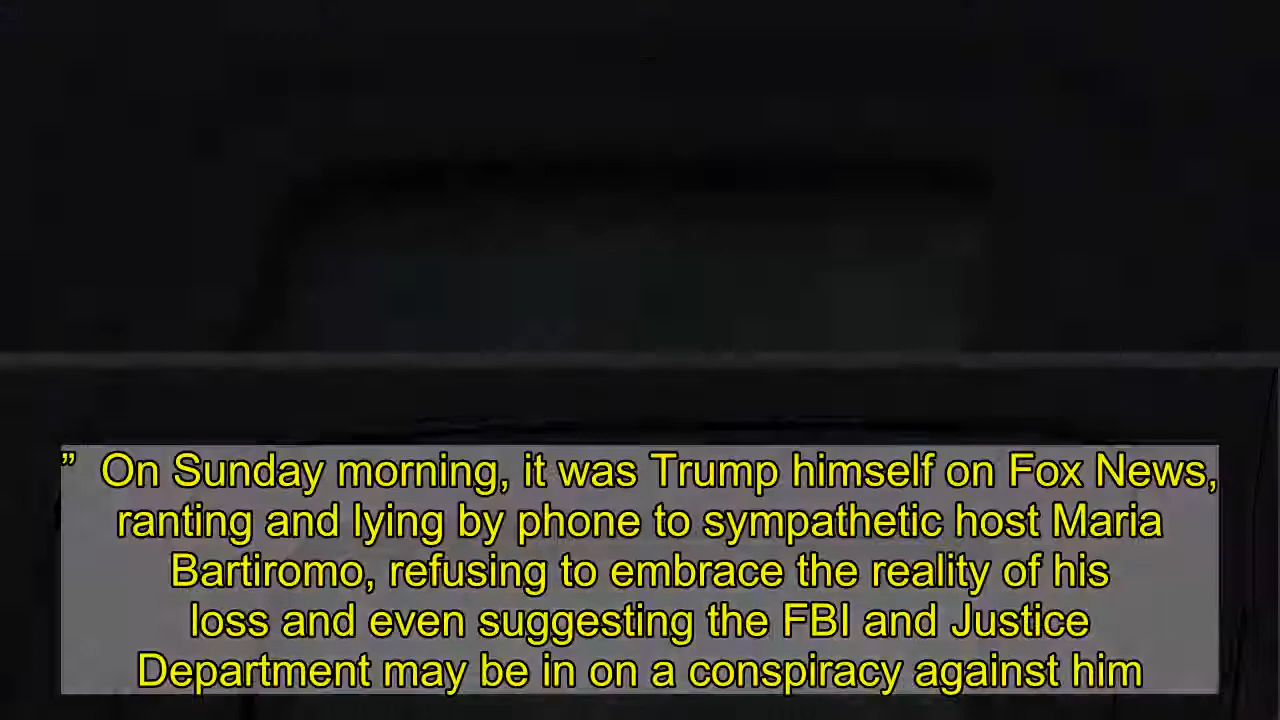 ”  On Sunday morning, it was Trump himself on Fox News,
ranting and lying by phone to sympathetic host Maria
Bartiromo, refusing to embrace the reality of his
loss and even suggesting the FBI and Justice
Department may be in on a conspiracy against him